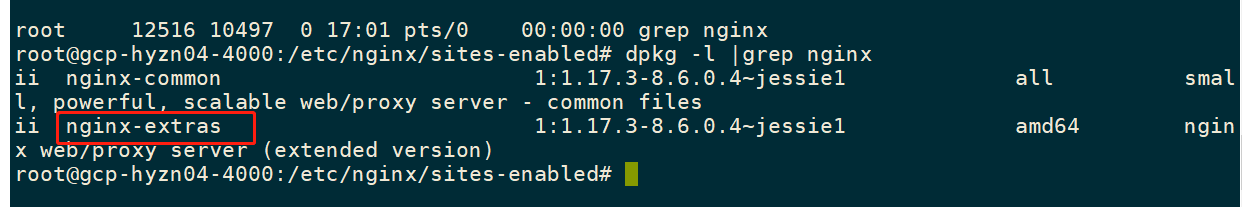 root     12516 10497  0 17:01 pts/0    00:00:00 grep nginx
root@gcp-hyzn04-4000:/etc/nginx/sites-enabled# dpkg -l |grep nginx
ii  nginx-common                       1:1.17.3-8.6.0.4~jessie1              all          smal
l, powerful, scalable web/proxy server - common files
ii  nginx-extras                       1:1.17.3-8.6.0.4~jessie1              amd64        ngin
x web/proxy server (extended version)
root@gcp-hyzn04-4000:/etc/nginx/sites-enabled#